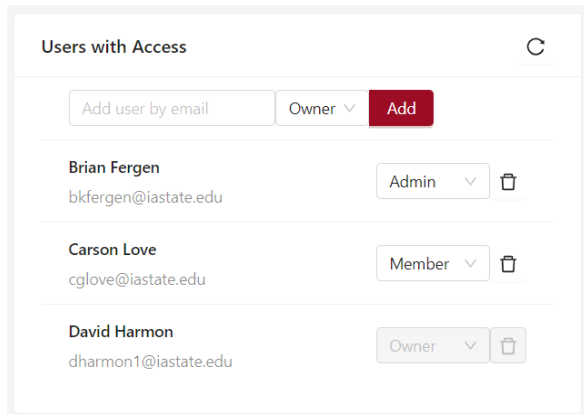 Users with Access
Add user by email Owner Add
Brian Fergen
bkfergen@iastate.edu
Admin
Carson Love
cglove@iastate.edu
Member
David Harmon
dharmon1@iastate.edu
Owner